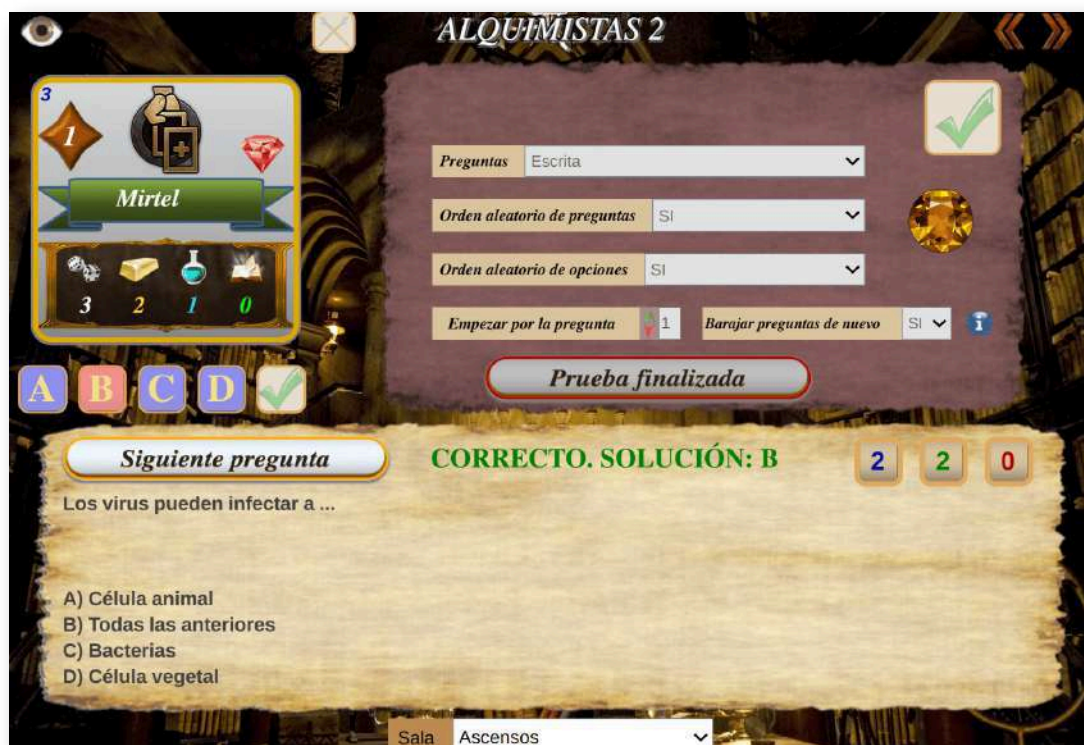 ALQUIMISTAS 2
3
1
Mirtel
3 2 1 0
Preguntas Escrita
Orden aleatorio de preguntas SI
Orden aleatorio de opciones SI
Empezar por la pregunta 1 Barajar preguntas de nuevo SI i
Prueba finalizada
A B C D
Siguiente pregunta CORRECTO. SOLUCIÓN: B 2 2 0
Los virus pueden infectar a ...
A) Célula animal
B) Todas las anteriores
C) Bacterias
D) Célula vegetal
Sala Ascensos